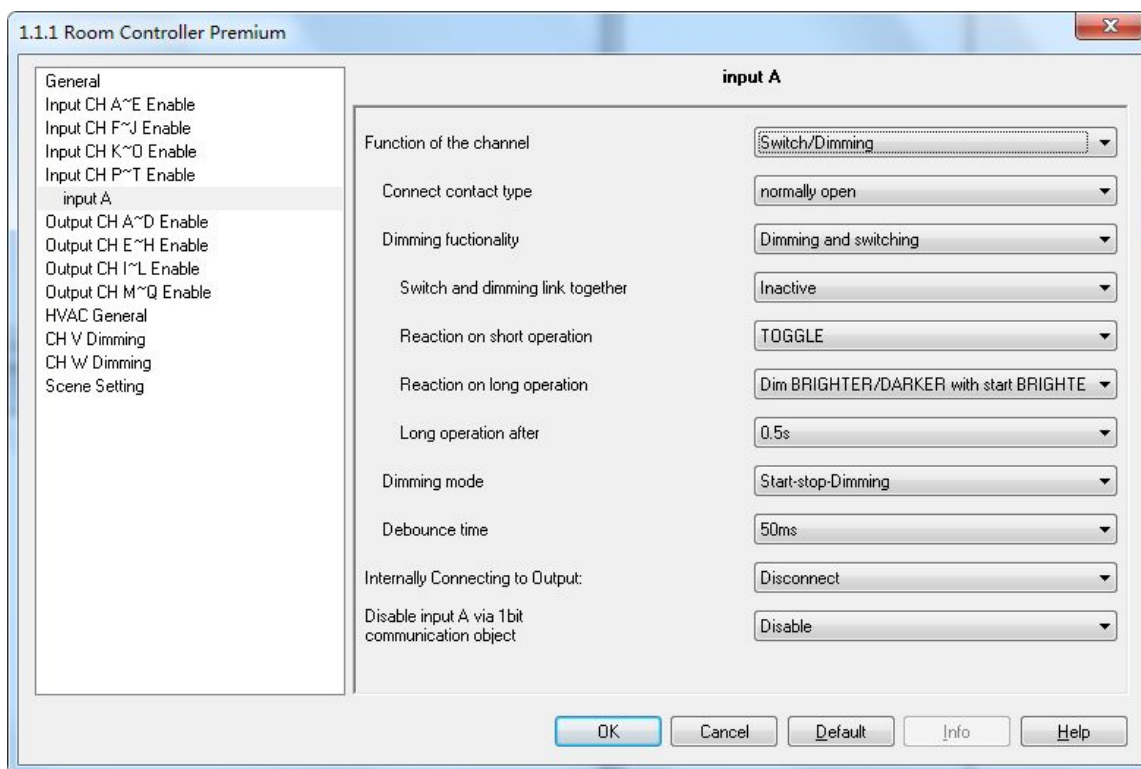 1.1.1 Room Controller Premium
General
Input CH A~E Enable
Input CH F~J Enable
Input CH K~O Enable
Input CH P~T Enable
input A
Output CH A~D Enable
Output CH E~H Enable
Output CH I~L Enable
Output CH M~Q Enable
HVAC General
CH V Dimming
CH W Dimming
Scene Setting
input A
Function of the channel Switch/Dimming
Connect contact type normally open
Dimming fuctionality Dimming and switching
Switch and dimming link together Inactive
Reaction on short operation TOGGLE
Reaction on long operation Dim BRIGHTER/DARKER with start BRIGHTE
Long operation after 0.5s
Dimming mode Start-stop-Dimming
Debounce time 50ms
Internally Connecting to Output: Disconnect
Disable input A via 1bit
communication object Disable
OK Cancel Default Info Help